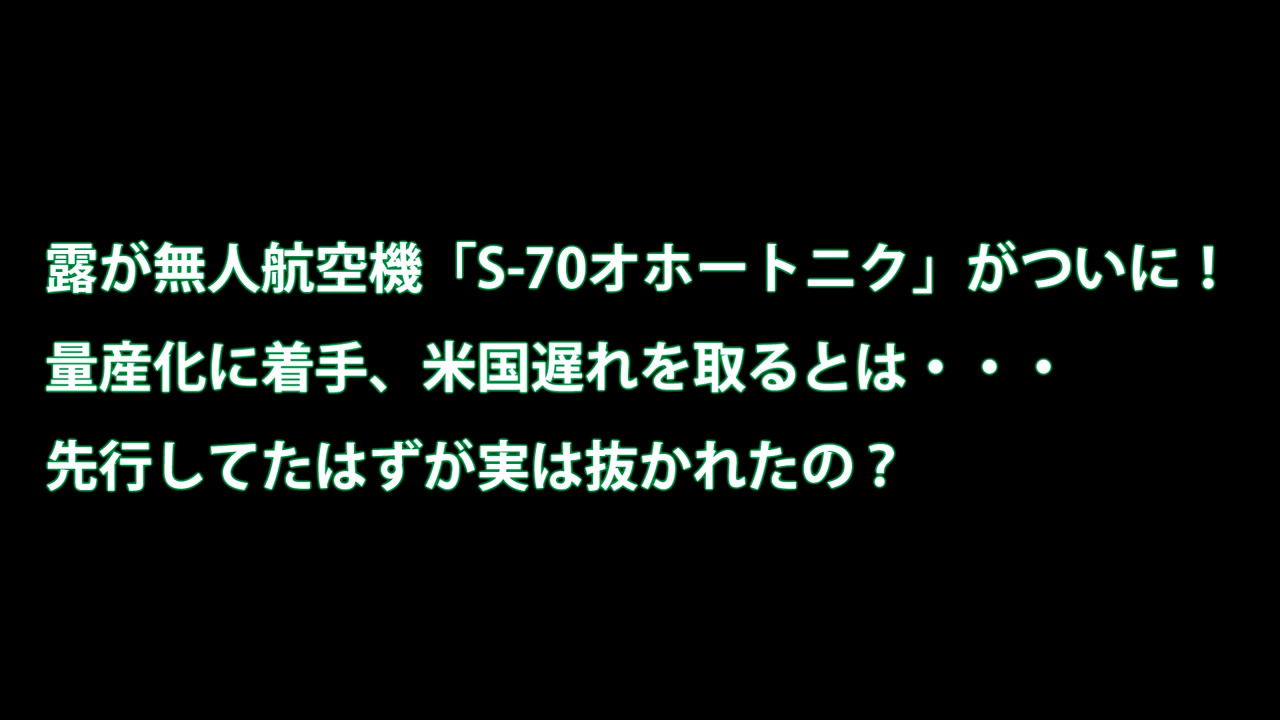 露が無人航空機「S-70オホートニク」がついに！
量産化に着手、米国遅れを取るとは・・・
先行してたはずが実は抜かれたの？